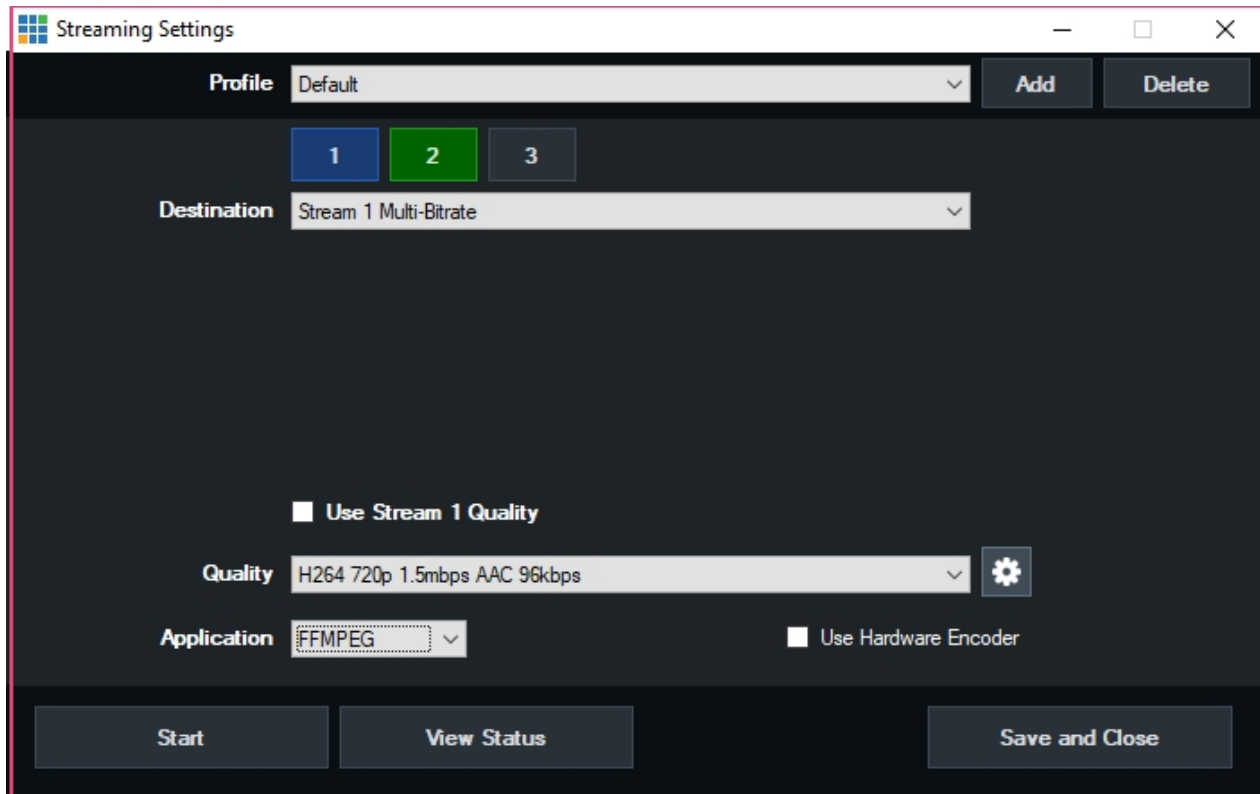 Streaming Settings
Profile Default Add Delete
1 2 3
Destination Stream 1 Multi-Bitrate
Use Stream 1 Quality
Quality H264 720p 1.5mbps AAC 96kbps
Application FFMPEG Use Hardware Encoder
Start View Status Save and Close